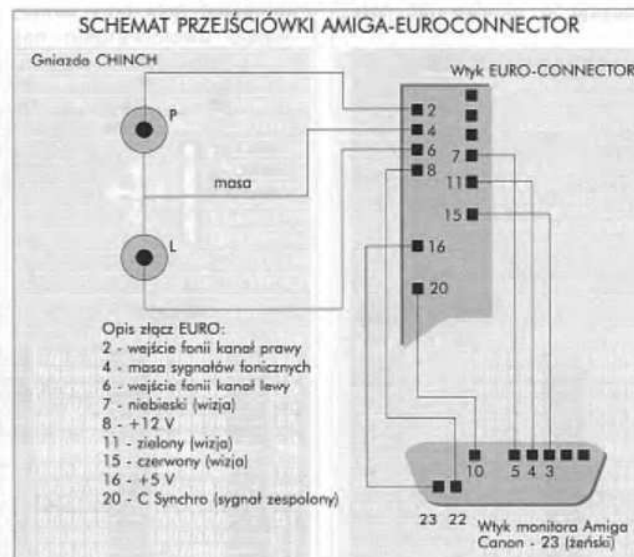 SCHEMAT PRZEJŚCIÓWKI AMIGA-EUROCONNECTOR
Gniazda CHINCH
Wtyk EURO-CONNECTOR
P
2
4
6
7
masa
8
11
15
L
16
20
Opis złącz EURO:
2 - wejście fonii kanał prawy
4 - masa sygnałów fonicznych
6 - wejście fonii kanał lewy
7 - niebieski (wizja)
8 - +12 V
11 - zielony (wizja)
15 - czerwony (wizja)
16 - +5 V
20 - C Synchro (sygnał zespolony)
10 5 4 3
23 22
Wtyk monitora Amiga
Canon - 23 (żeński)